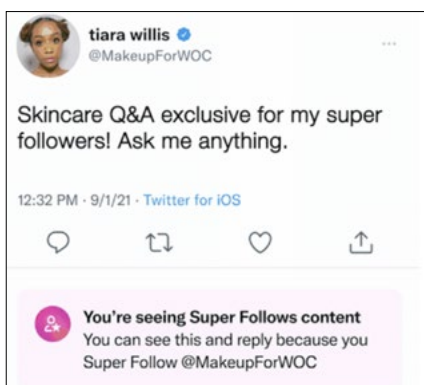 tiara willis
@MakeupForWOC
Skincare Q&A exclusive for my super
followers! Ask me anything.
12:32 PM · 9/1/21 · Twitter for iOS
You're seeing Super Follows content
You can see this and reply because you
Super Follow @MakeupForWOC